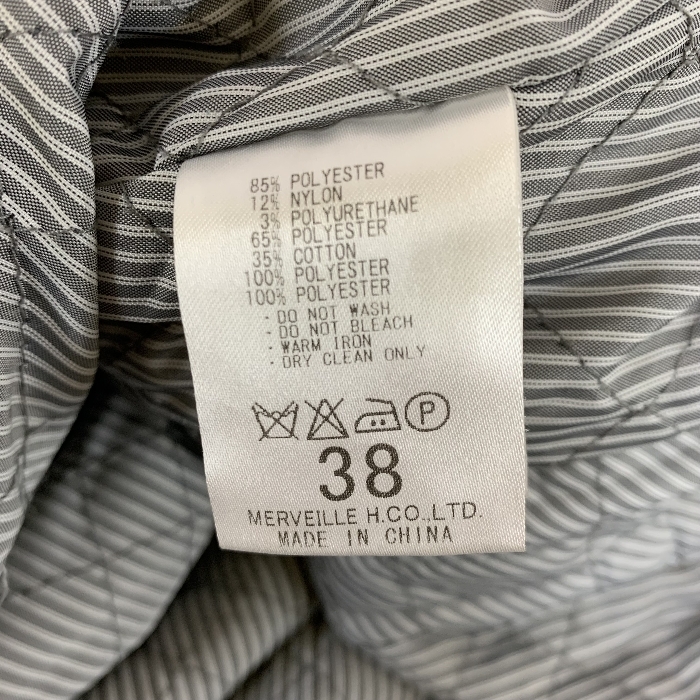 85% POLYESTER
12% NYLON
3% POLYURETHANE
65% POLYESTER
35% COTTON
100% POLYESTER
100% POLYESTER
- DO NOT WASH
- DO NOT BLEACH
- WARM IRON
- DRY CLEAN ONLY
P
38
MERVEILLE H.CO.,LTD.
MADE IN CHINA